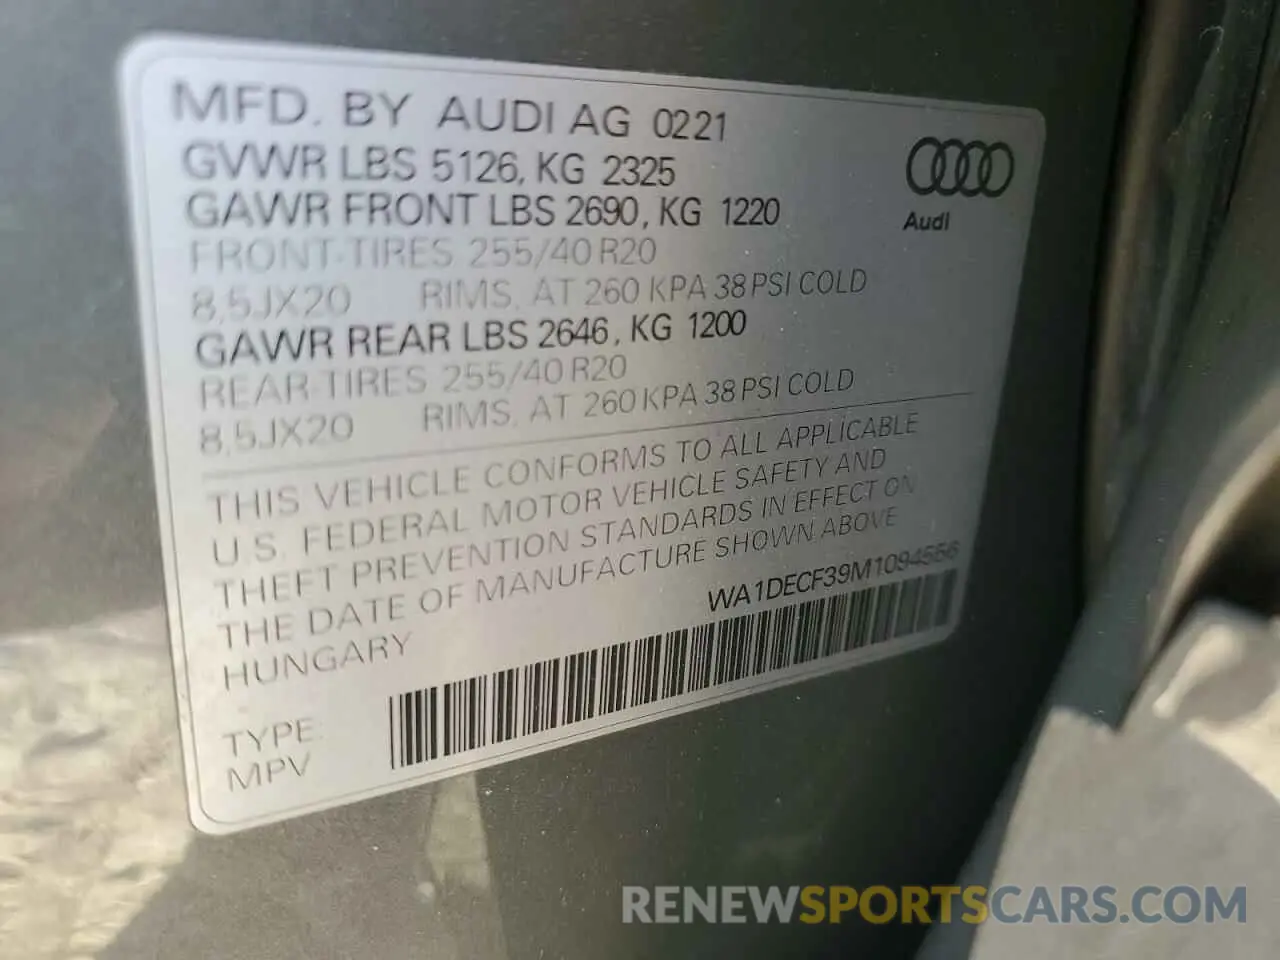 MFD. BY AUDI AG 0221
GVWR LBS 5126, KG 2325
GAWR FRONT LBS 2690, KG 1220
FRONT-TIRES 255/40 R20
8,5JX20 RIMS, AT 260 KPA 38 PSI COLD
GAWR REAR LBS 2646, KG 1200
REAR-TIRES 255/40 R20
8,5JX20 RIMS, AT 260 KPA 38 PSI COLD
Audi
THIS VEHICLE CONFORMS TO ALL APPLICABLE
U.S. FEDERAL MOTOR VEHICLE SAFETY AND
THEFT PREVENTION STANDARDS IN EFFECT ON
THE DATE OF MANUFACTURE SHOWN ABOVE
HUNGARY
WA1DECF39M1094556
TYPE
MPV
RENEWSPORTSCARS.COM